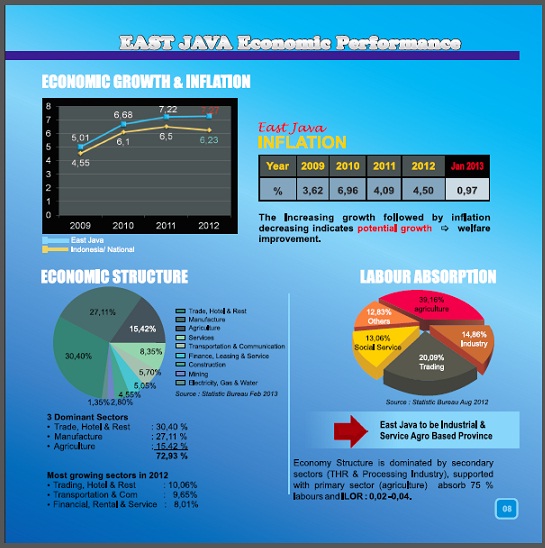 EAST JAVA Economic Performance
ECONOMIC GROWTH & INFLATION
8
7
6
5
4
3
2
1
0
5,01
6,68
7,22
4,55
6,1
6,5
6,23
2009 2010 2011 2012
East Java
Indonesia/ National
East Java
INFLATION
Year 2009 2010 2011 2012 Jan 2013
% 3,62 6,96 4,09 4,50 0,97
The Increasing growth followed by inflation
decreasing indicates potential growth ⇨ welfare
improvement.
ECONOMIC STRUCTURE
27,11%
15,42%
30,40%
8,35%
5,70%
5,05%
4,55%
1,35% 2,80%
Trade, Hotel & Rest
Manufacture
Agriculture
Services
Transportation & Communication
Finance, Leasing & Service
Construction
Mining
Electricity, Gas & Water
Source : Statistic Bureau Feb 2013
3 Dominant Sectors
• Trade, Hotel & Rest : 30,40 %
• Manufacture : 27,11 %
• Agriculture : 15,42 %
72,93 %
Most growing sectors in 2012
• Trading, Hotel & Rest : 10,06%
• Transportation & Com : 9,65%
• Financial, Rental & Service : 8,01%
LABOUR ABSORPTION
39,16%
agriculture
12,83%
Others
14,86%
Industry
13,06%
Social Service
20,09%
Trading
Source : Statistic Bureau Aug 2012
East Java to be Industrial &
Service Agro Based Province
Economy Structure is dominated by secondary
sectors (THR & Processing Industry), supported
with primary sector (agriculture) absorb 75 %
labours and ILOR : 0,02–0,04.
08